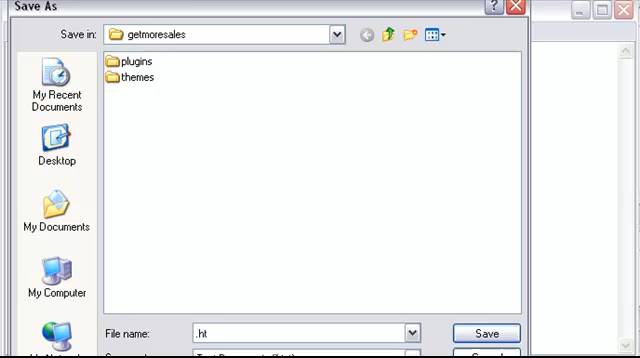 Save As
Save in: getmoresales
plugins
themes
My Recent
Documents
Desktop
My Documents
My Computer
File name: .ht
Save